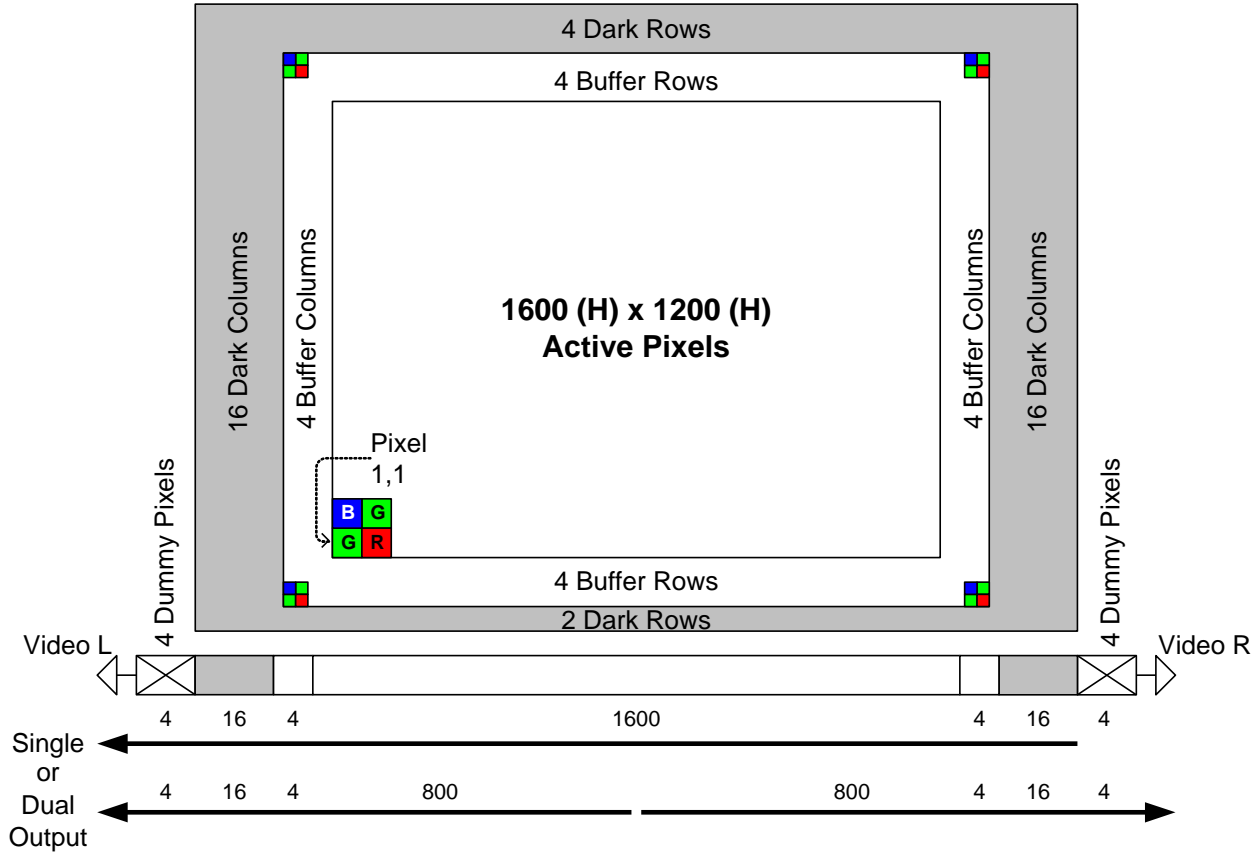 4 Dark Rows
4 Buffer Rows
16 Dark Columns
4 Buffer Columns
1600 (H) x 1200 (H)
Active Pixels
4 Buffer Columns
16 Dark Columns
Pixel
1,1
B G
G R
4 Dummy Pixels
4 Dummy Pixels
4 Buffer Rows
2 Dark Rows
Video L
Video R
4 16 4 1600 4 16 4
Single
or
Dual
Output
4 16 4 800 800 4 16 4